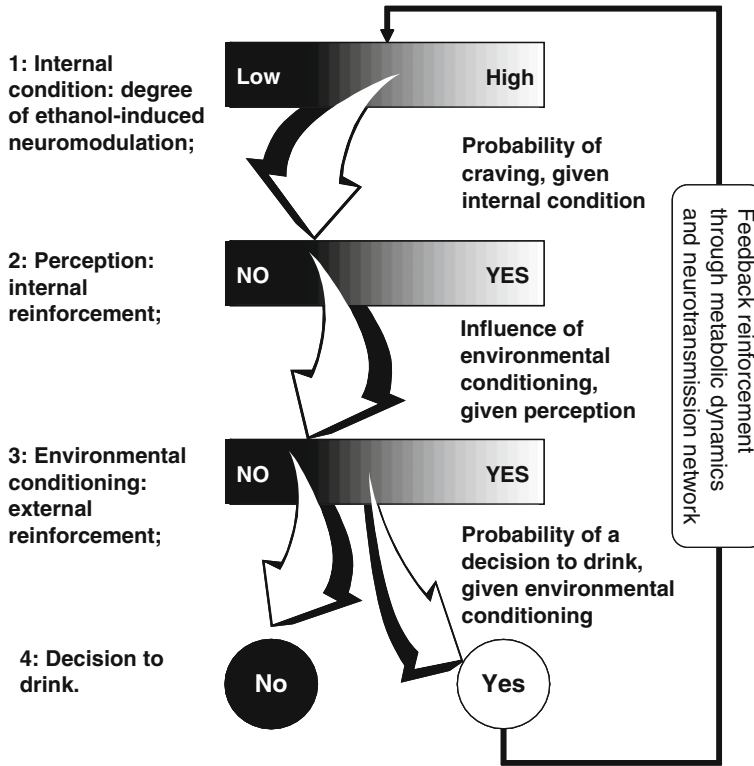 1: Internal
condition: degree
of ethanol-induced
neuromodulation;
Low
High
Probability of
craving, given
internal condition
2: Perception:
internal
reinforcement;
NO
YES
Influence of
environmental
conditioning,
given perception
3: Environmental
conditioning:
external
reinforcement;
NO
YES
Probability of a
decision to drink,
given environmental
conditioning
4: Decision to
drink.
No
Yes
Feedback reinforcement
through metabolic dynamics
and neurotransmission network